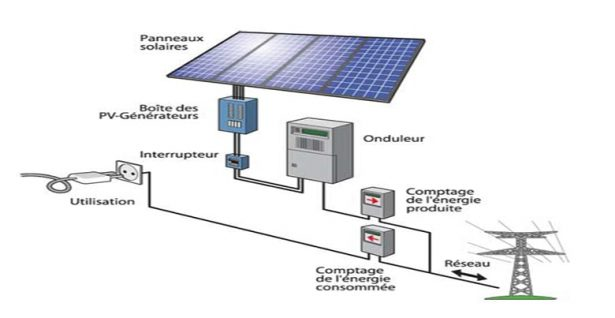 Panneaux
solaires
Boîte des
PV-Générateurs
Onduleur
Interrupteur
Utilisation
Comptage
de l'énergie
produite
Réseau
Comptage
de l'énergie
consommée